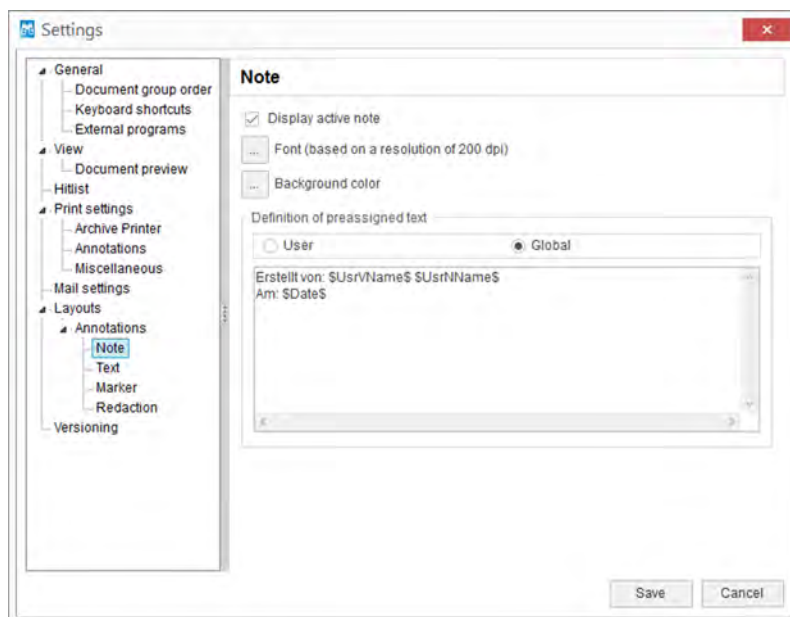 Settings
General
Document group order
Keyboard shortcuts
External programs
View
Document preview
Hitlist
Print settings
Archive Printer
Annotations
Miscellaneous
Mail settings
Layouts
Annotations
Note
Text
Marker
Redaction
Versioning
Note
Display active note
... Font (based on a resolution of 200 dpi)
... Background color
Definition of preassigned text
User Global
Erstellt von: $UsrVName$ $UsrNName$
Am: $Date$
Save Cancel